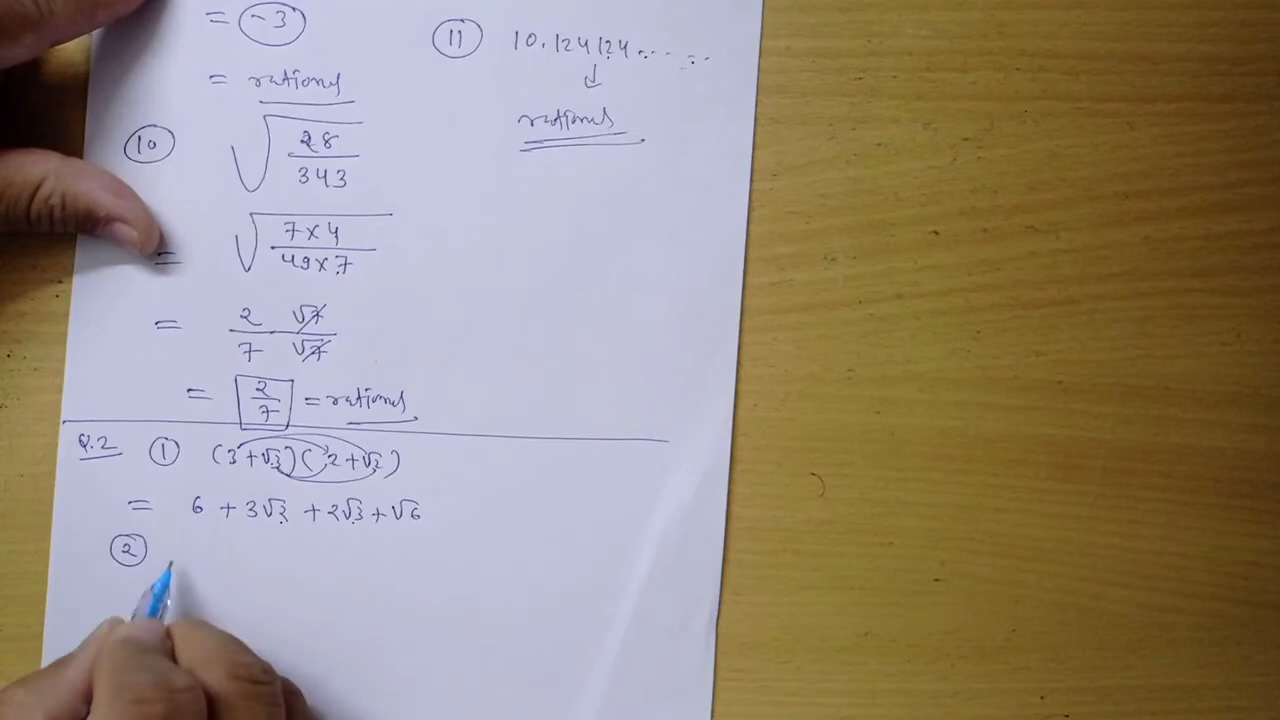 = -3
= rational
10 √28/343
= √7×4/49×7
= 2√7/7√7
= 2/7 = rational
11 10.124124......
↓
rational
Q.2 1 (3+√3)(2+√2)
= 6 + 3√2 + 2√3 + √6
2